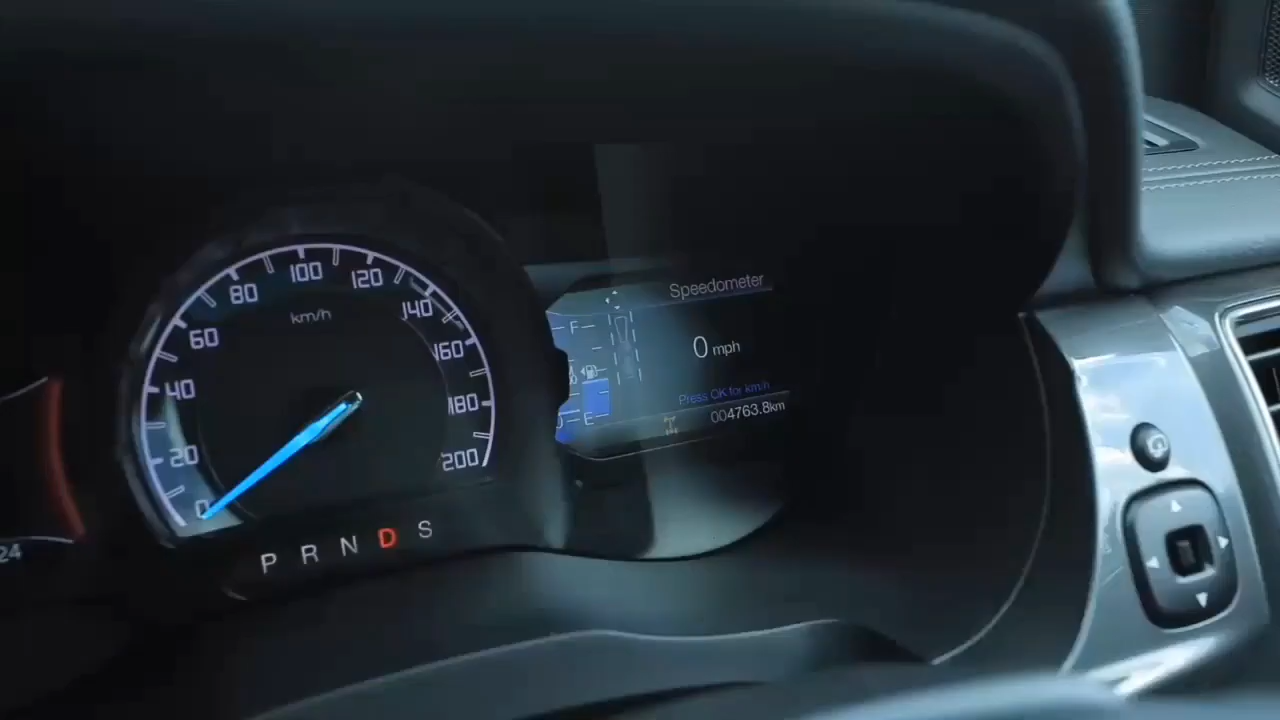 Speedometer
0 mph
Press OK for km/h
004763.8km
F
E
0
20
40
60
80
100
120
140
160
180
200
km/h
P R N D S
24